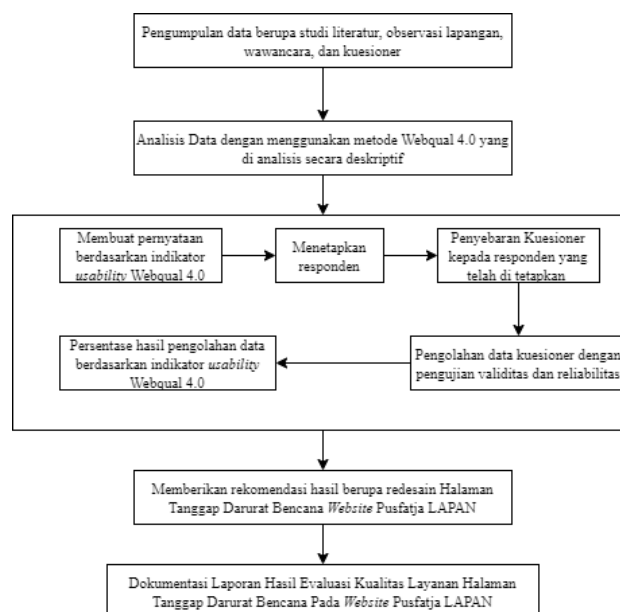 Pengumpulan data berupa studi literatur, observasi lapangan,
wawancara, dan kuesioner
Analisis Data dengan menggunakan metode Webqual 4.0 yang
di analisis secara deskriptif
Membuat pernyataan
berdasarkan indikator
usability Webqual 4.0
Menetapkan
responden
Penyebaran Kuesioner
kepada responden yang
telah di tetapkan
Pengolahan data kuesioner dengan
pengujian validitas dan reliabilitas
Persentase hasil pengolahan data
berdasarkan indikator usability
Webqual 4.0
Memberikan rekomendasi hasil berupa redesain Halaman
Tanggap Darurat Bencana Website Pusfatja LAPAN
Dokumentasi Laporan Hasil Evaluasi Kualitas Layanan Halaman
Tanggap Darurat Bencana Pada Website Pusfatja LAPAN